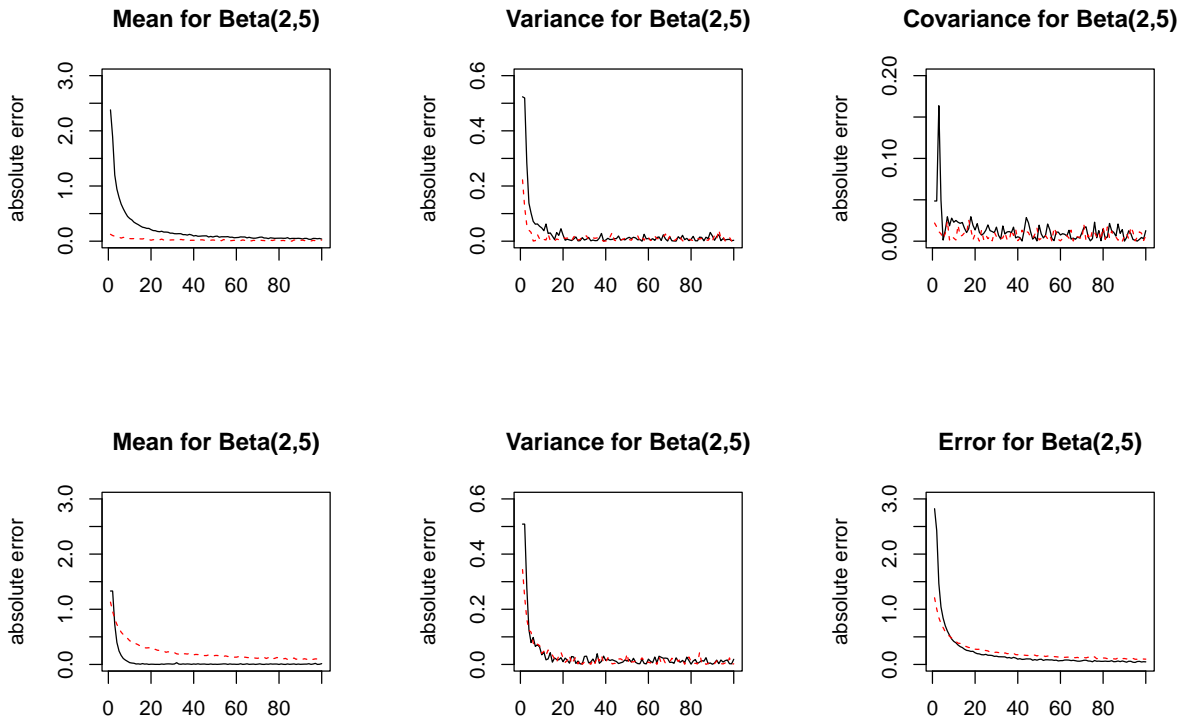 Mean for Beta(2,5)
Variance for Beta(2,5)
Covariance for Beta(2,5)
absolute error
0.0 1.0 2.0 3.0
0 20 40 60 80
absolute error
0.0 0.2 0.4 0.6
0 20 40 60 80
absolute error
0.00 0.10 0.20
0 20 40 60 80
Mean for Beta(2,5)
Variance for Beta(2,5)
Error for Beta(2,5)
absolute error
0.0 1.0 2.0 3.0
0 20 40 60 80
absolute error
0.0 0.2 0.4 0.6
0 20 40 60 80
absolute error
0.0 1.0 2.0 3.0
0 20 40 60 80